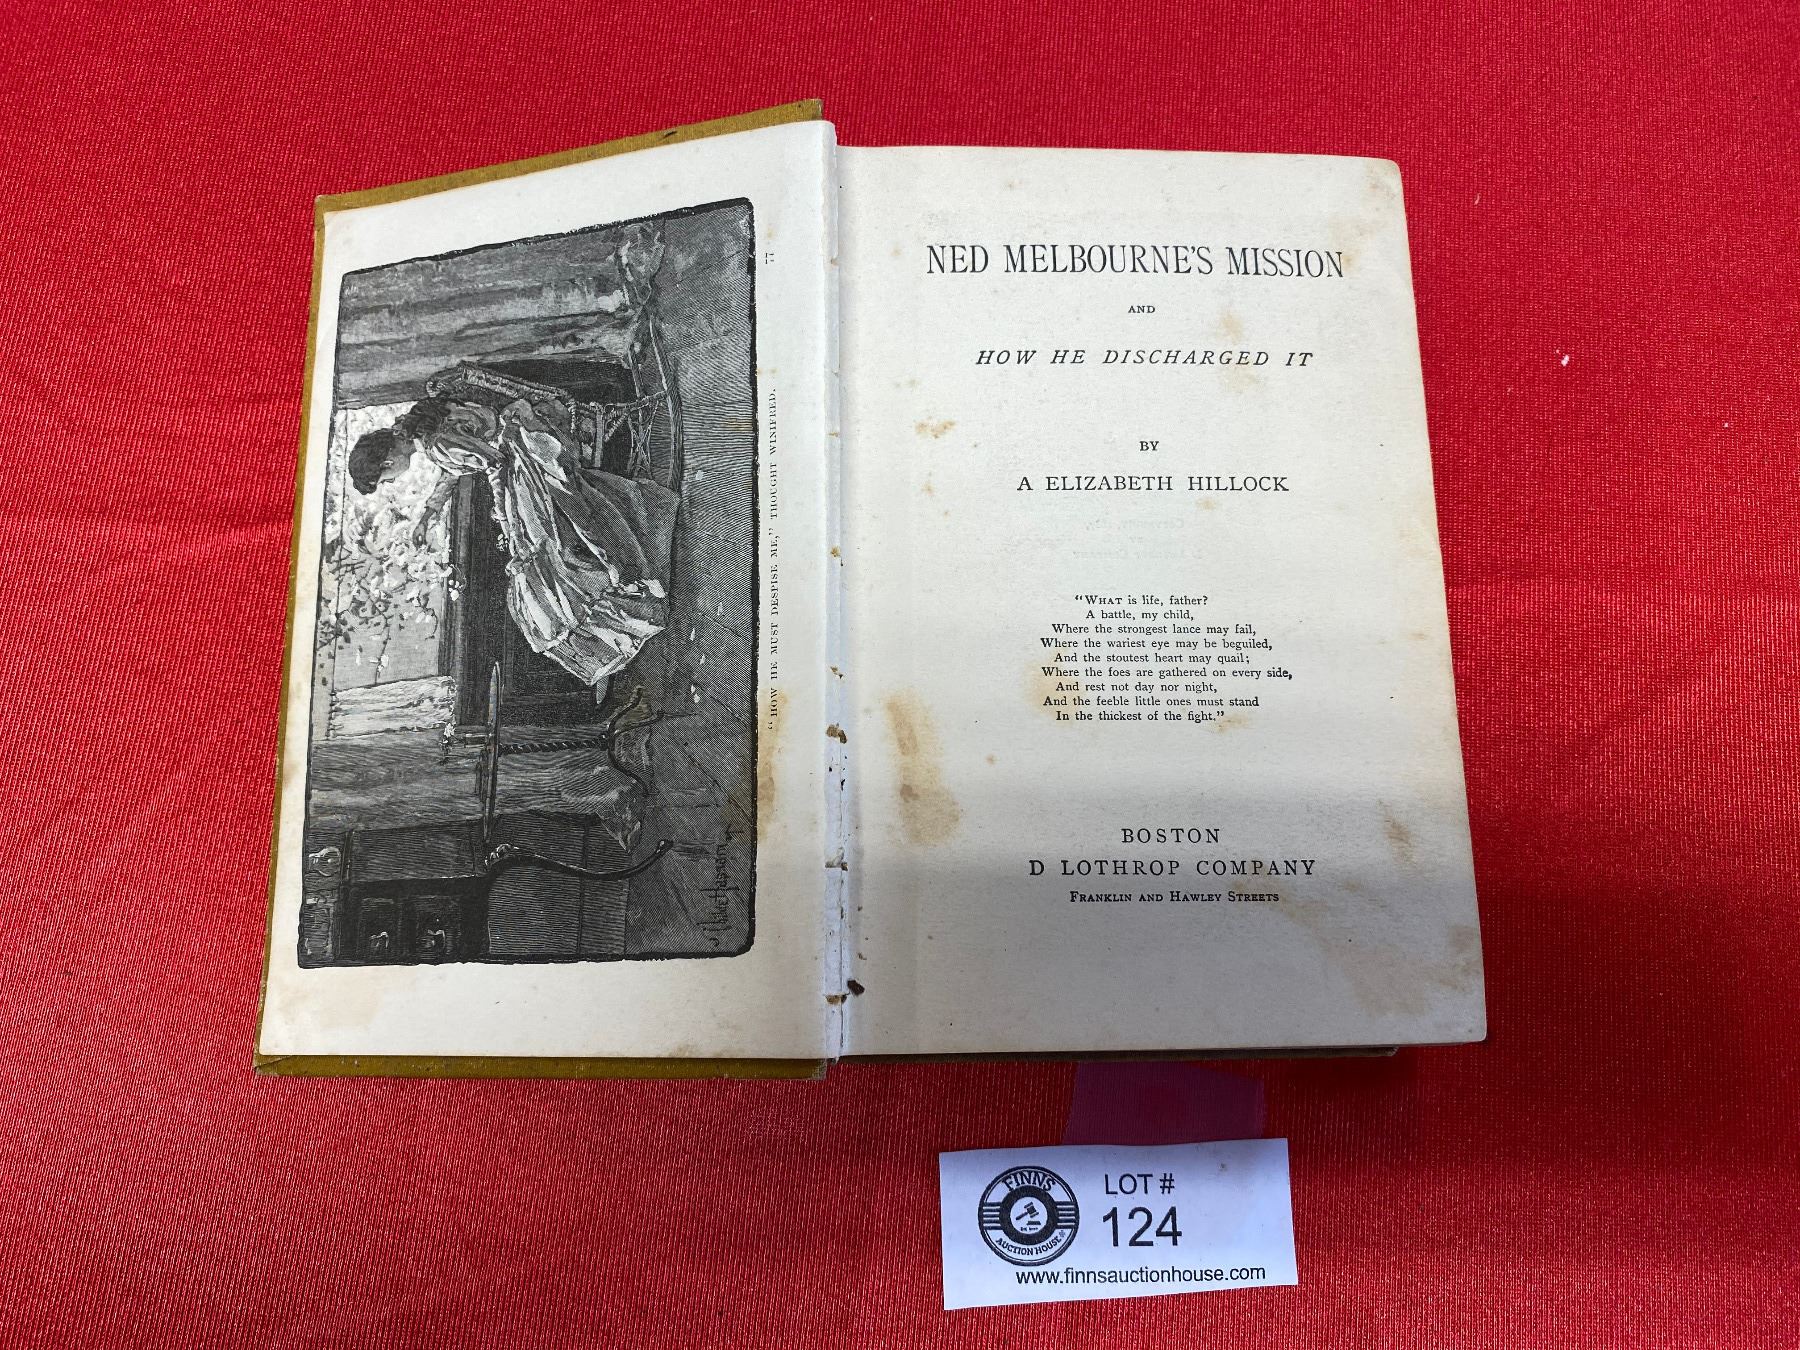 77
"HOW HE MUST DESPISE ME," THOUGHT WINIFRED.
NED MELBOURNE'S MISSION
AND
HOW HE DISCHARGED IT
BY
A ELIZABETH HILLOCK
"WHAT is life, father?
A battle, my child,
Where the strongest lance may fail,
Where the wariest eye may be beguiled,
And the stoutest heart may quail;
Where the foes are gathered on every side,
And rest not day nor night,
And the feeble little ones must stand
In the thickest of the fight."
BOSTON
D LOTHROP COMPANY
FRANKLIN AND HAWLEY STREETS
FINNS
AUCTION HOUSE
LOT #
124
www.finnsauctionhouse.com